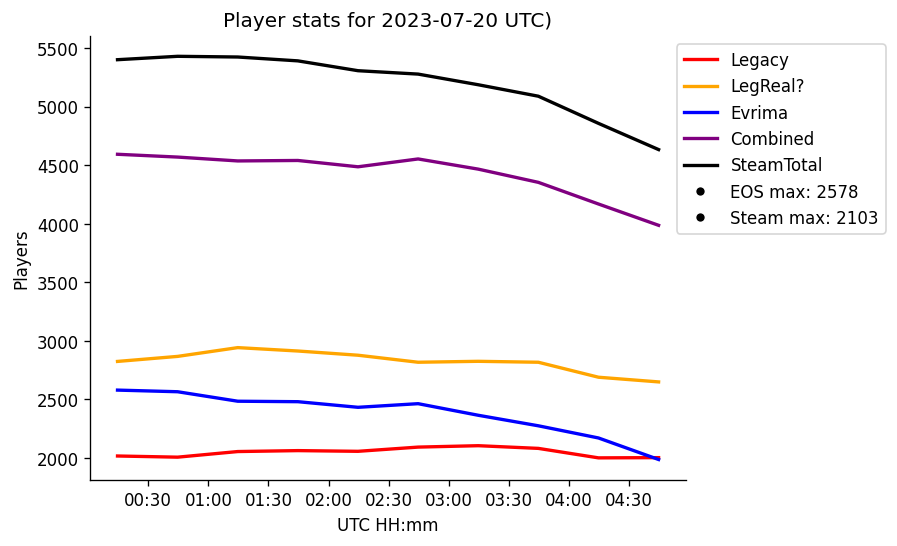 Player stats for 2023-07-20 UTC)
5500
5000
4500
4000
3500
3000
2500
2000
Players
00:30 01:00 01:30 02:00 02:30 03:00 03:30 04:00 04:30
UTC HH:mm
Legacy
LegReal?
Evrima
Combined
SteamTotal
EOS max: 2578
Steam max: 2103